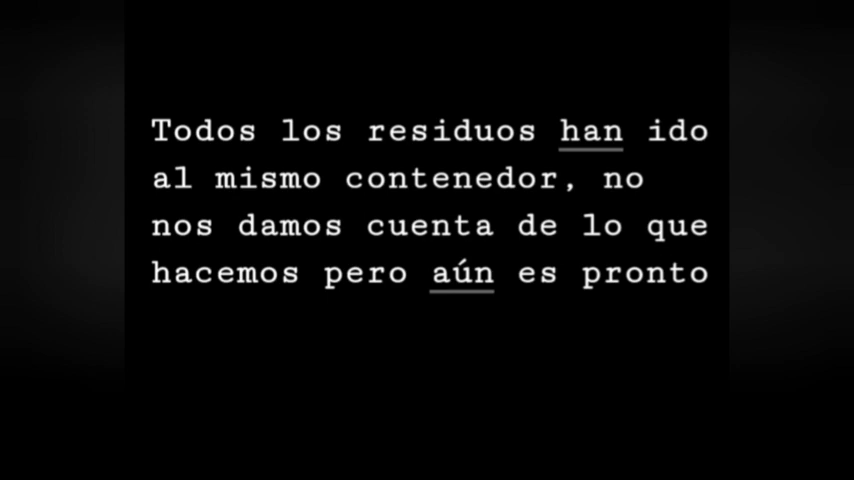 Todos los residuos han ido
al mismo contenedor, no
nos damos cuenta de lo que
hacemos pero aún es pronto